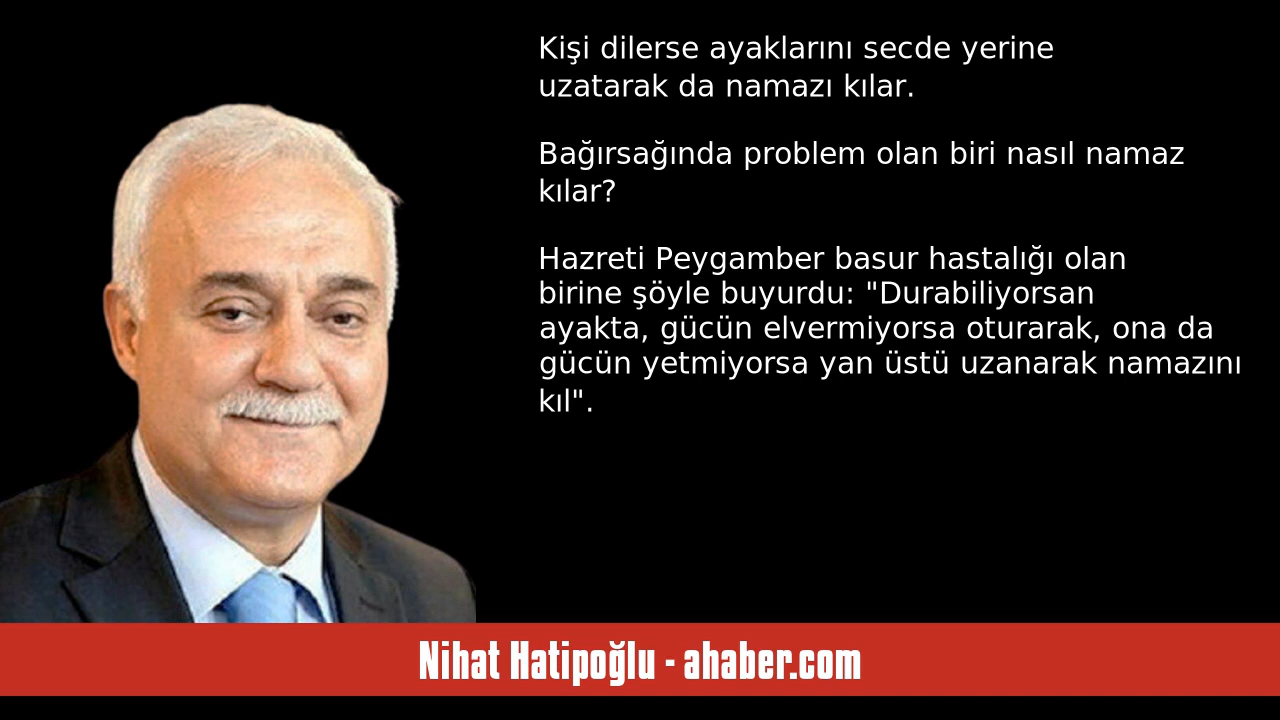 Kişi dilerse ayaklarını secde yerine
uzatarak da namazı kılar.
Bağırsağında problem olan biri nasıl namaz
kılar?
Hazreti Peygamber basur hastalığı olan
birine şöyle buyurdu: "Durabiliyorsan
ayakta, gücün elvermiyorsa oturarak, ona da
gücün yetmiyorsa yan üstü uzanarak namazını
kıl".
Nihat Hatipoğlu - ahaber.com